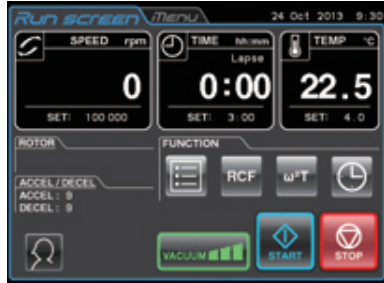 Run screen MENU 24 Oct 2013 9:30
SPEED rpm
0
SET: 100 000
TIME hh:mm
Lapse
0:00
SET: 3:00
TEMP °C
22.5
SET: 4.0
ROTOR
ACCEL/DECEL
ACCEL: 9
DECEL: 9
FUNCTION
RCF
ω²T
VACUUM
START
STOP